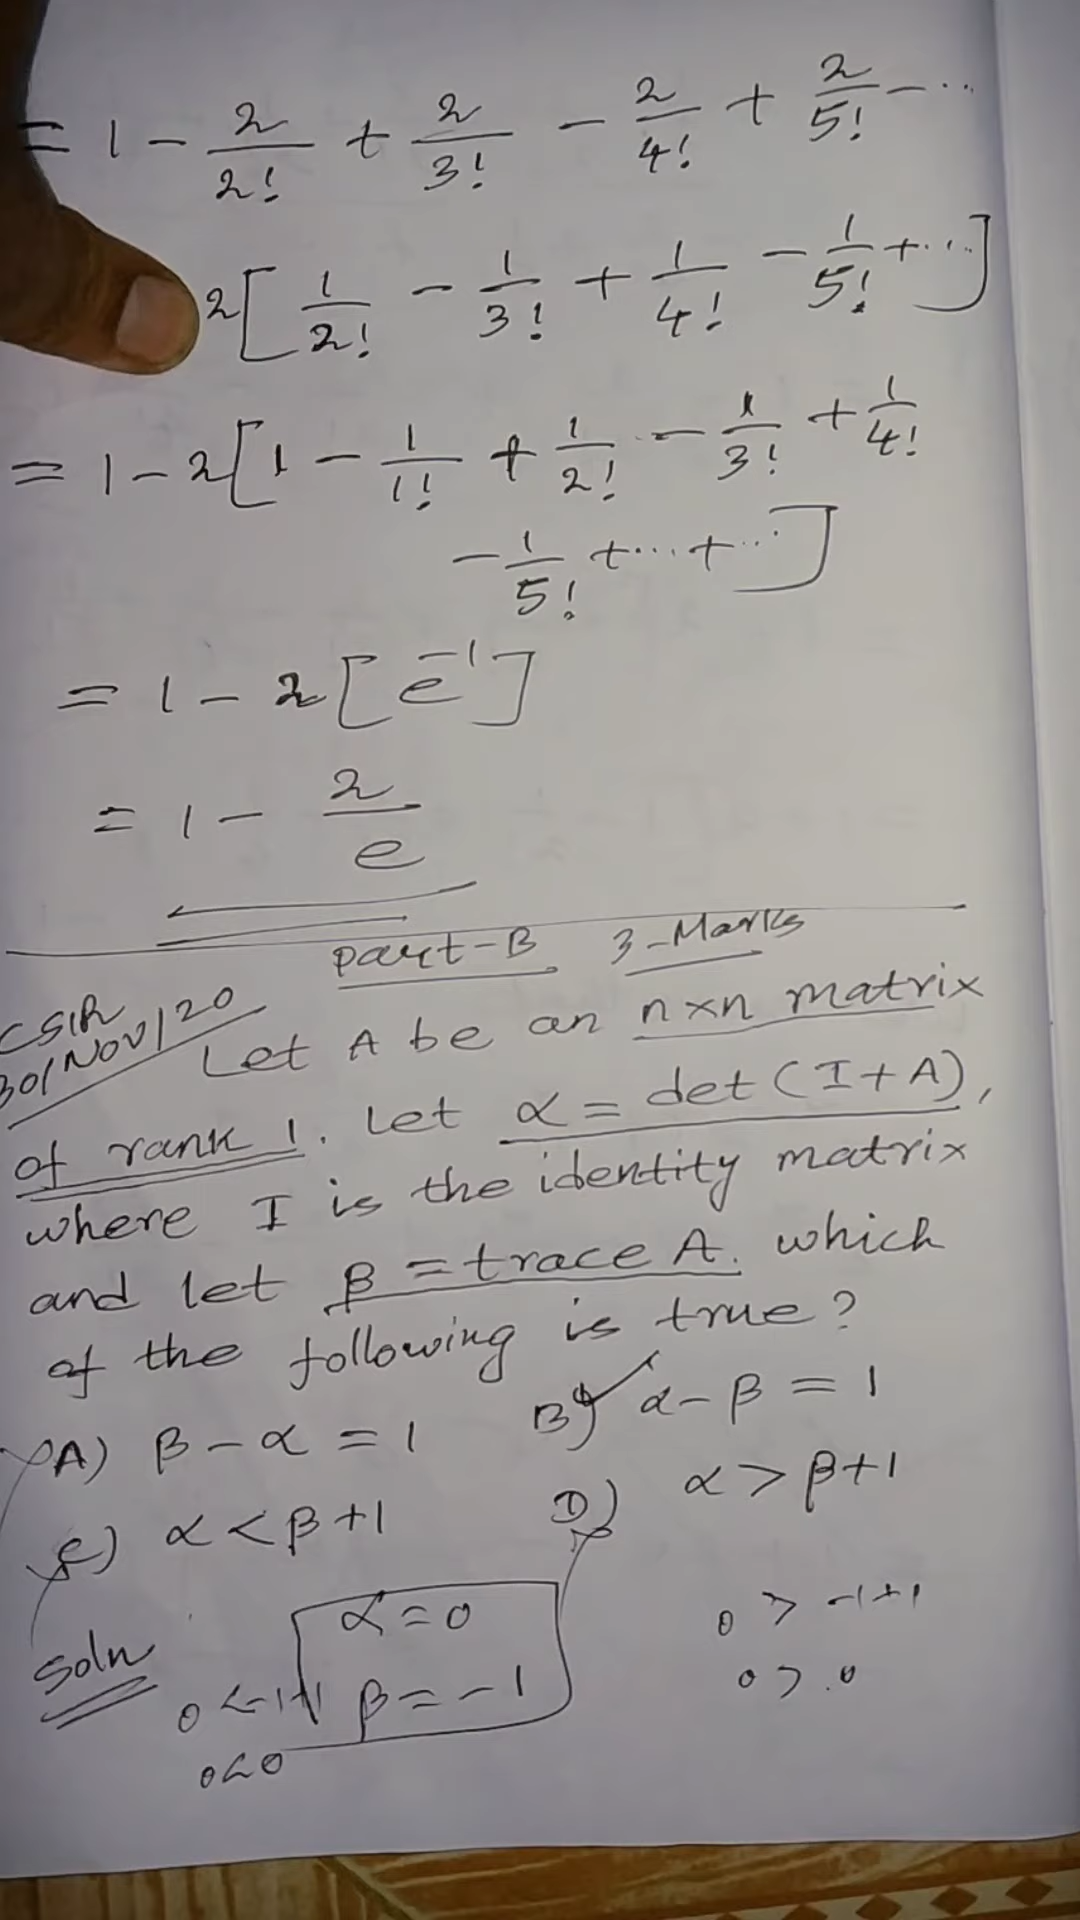 = 1 - 2/2! + 2/3! - 2/4! + 2/5! - ...
2[1/2! - 1/3! + 1/4! - 1/5! + ...]
= 1 - 2[1 - 1/1! + 1/2! - 1/3! + 1/4!
- 1/5! + ... + ...]
= 1 - 2[e^-1]
= 1 - 2/e
Part-B 3-Marks
CSIR
30/Nov/20
Let A be an n×n matrix
of rank 1. Let α = det(I+A),
where I is the identity matrix
and let β = trace A. which
of the following is true?
A) β - α = 1 B) α - β = 1
C) α < β+1 D) α > β+1
Soln α = 0 0 > -1+1
0 < -1+1 β = -1 0 > 0
0 < 0